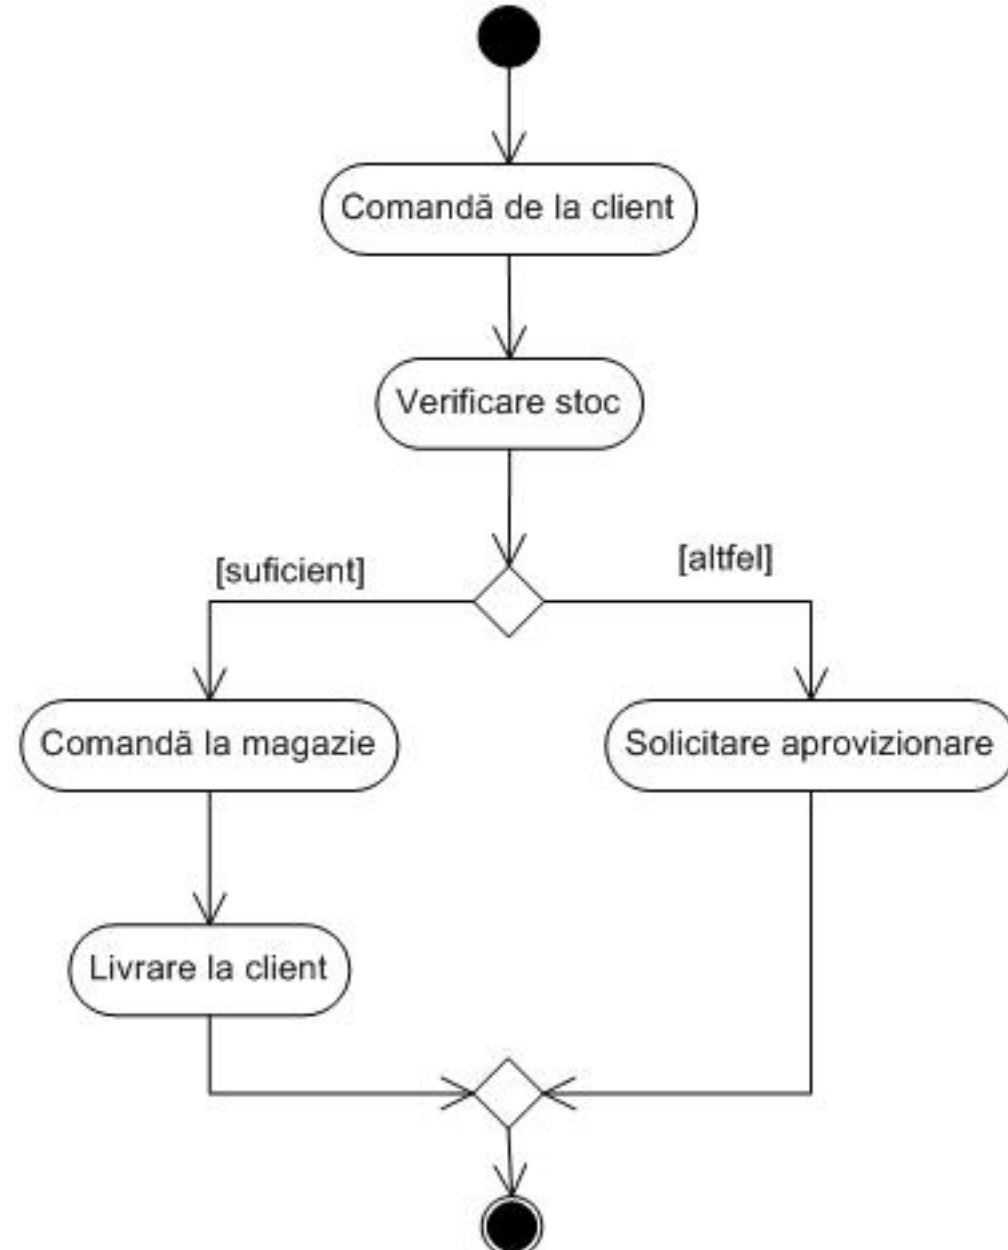 Comandă de la client
Verificare stoc
[suficient]
[altfel]
Comandă la magazie
Solicitare aprovizionare
Livrare la client